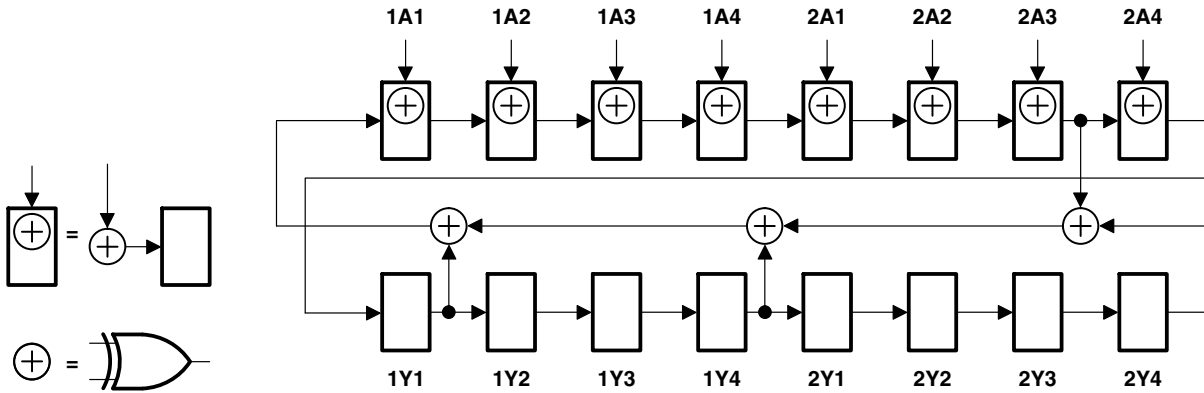 1A1 1A2 1A3 1A4 2A1 2A2 2A3 2A4
=
=
1Y1 1Y2 1Y3 1Y4 2Y1 2Y2 2Y3 2Y4